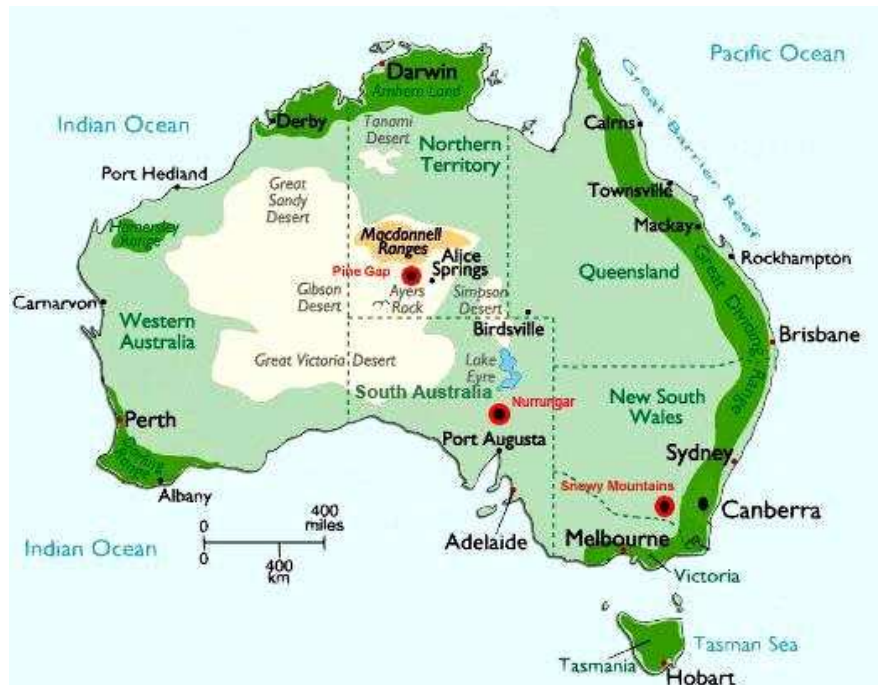 Pacific Ocean
Darwin
Arnhem Land
Great Barrier Reef
Indian Ocean
Derby
Tanami
Desert
Cairns
Northern
Territory
Port Hedland
Great
Sandy
Desert
Townsville
Hamersley
Range
Mackay
Macdonnell
Ranges
Rockhampton
Alice
Springs
Pine Gap
Queensland
Gibson
Desert
Ayers
Rock
Simpson
Desert
Carnarvon
Western
Australia
Birdsville
Great Dividing Range
Brisbane
Great Victoria Desert
Lake
Eyre
South Australia
Nurrungar
New South
Wales
Perth
Port Augusta
Sydney
Albany
Snowy Mountains
0
400
miles
0
400
km
Canberra
Indian Ocean
Adelaide
Melbourne
Victoria
Tasmania
Tasman Sea
Hobart